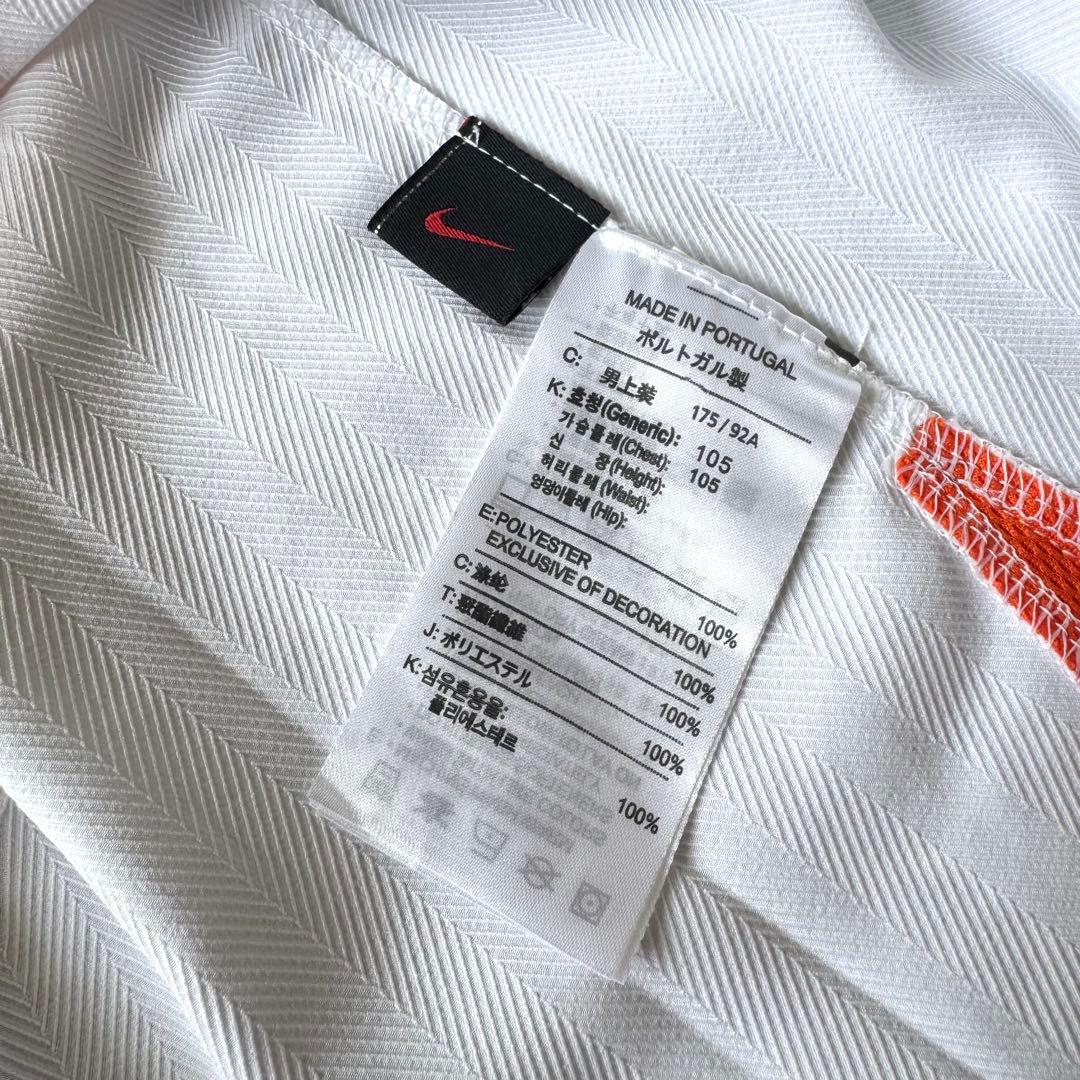 MADE IN PORTUGAL
ポルトガル製
C: 男上装 175/92A
K: 호칭(Generic): 105
가슴둘레(Chest): 105
신 장(Height):
허리둘레(Waist):
엉덩이둘레(Hip):
E:POLYESTER 100%
EXCLUSIVE OF DECORATION
C: 涤纶 100%
T: 聚酯纖維 100%
J: ポリエステル 100%
K: 섬유혼용율:
폴리에스테르 100%